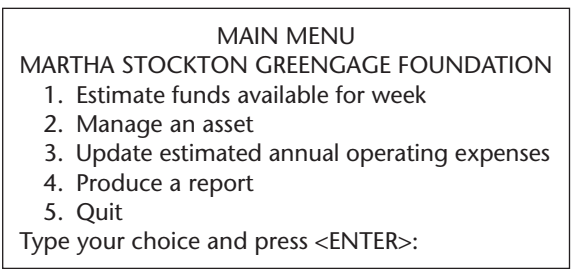 MAIN MENU
MARTHA STOCKTON GREENGAGE FOUNDATION
1. Estimate funds available for week
2. Manage an asset
3. Update estimated annual operating expenses
4. Produce a report
5. Quit
Type your choice and press <ENTER>: